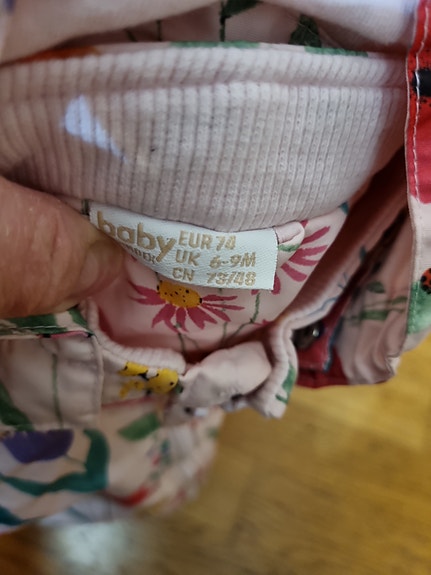 baby
EUR 74
UK 6-9M
CN 73/48